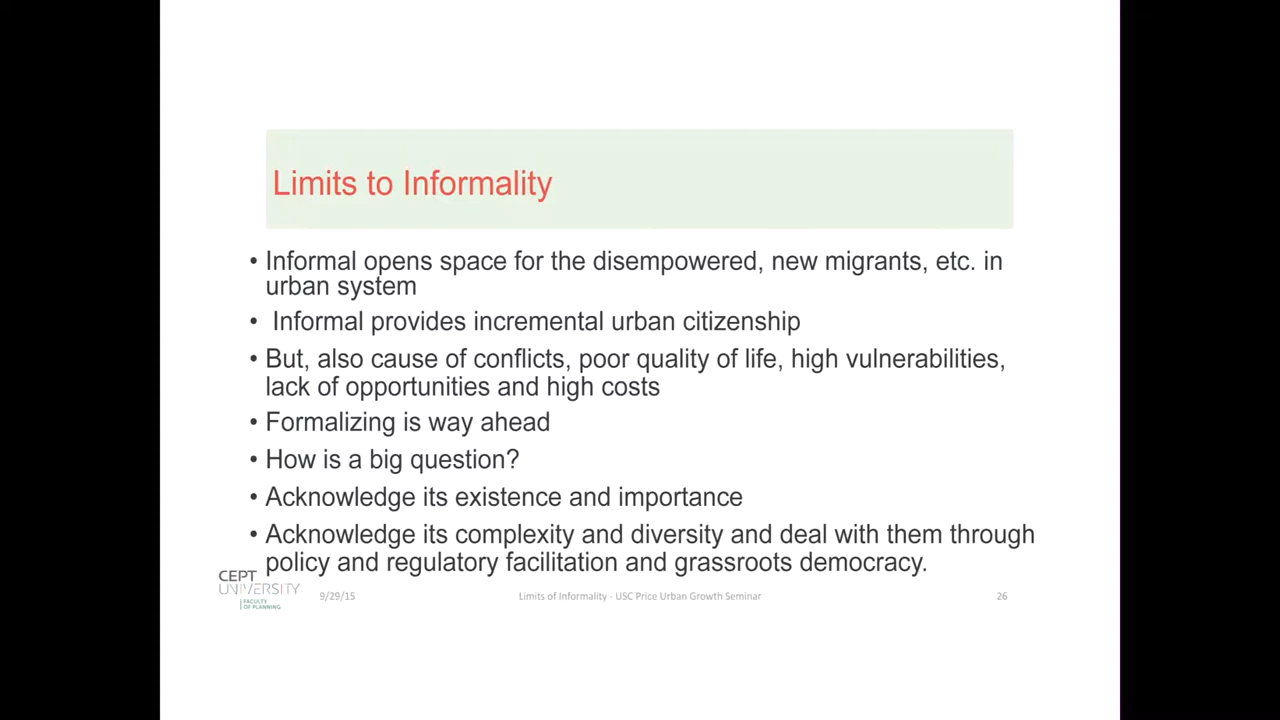 Limits to Informality
• Informal opens space for the disempowered, new migrants, etc. in
urban system
• Informal provides incremental urban citizenship
• But, also cause of conflicts, poor quality of life, high vulnerabilities,
lack of opportunities and high costs
• Formalizing is way ahead
• How is a big question?
• Acknowledge its existence and importance
• Acknowledge its complexity and diversity and deal with them through
policy and regulatory facilitation and grassroots democracy.
CEPT
UNIVERSITY
FACULTY
OF PLANNING
9/29/15
Limits of Informality - USC Price Urban Growth Seminar
26